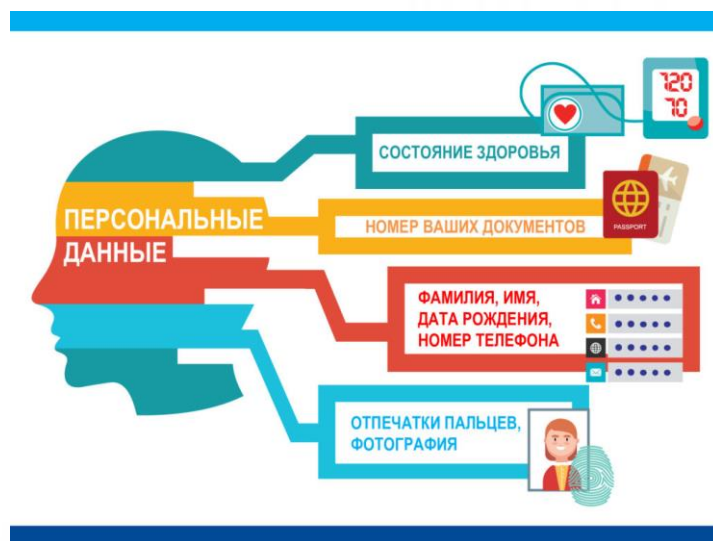 120
70
СОСТОЯНИЕ ЗДОРОВЬЯ
ПЕРСОНАЛЬНЫЕ
ДАННЫЕ
НОМЕР ВАШИХ ДОКУМЕНТОВ
PASSPORT
ФАМИЛИЯ, ИМЯ,
ДАТА РОЖДЕНИЯ,
НОМЕР ТЕЛЕФОНА
ОТПЕЧАТКИ ПАЛЬЦЕВ,
ФОТОГРАФИЯ